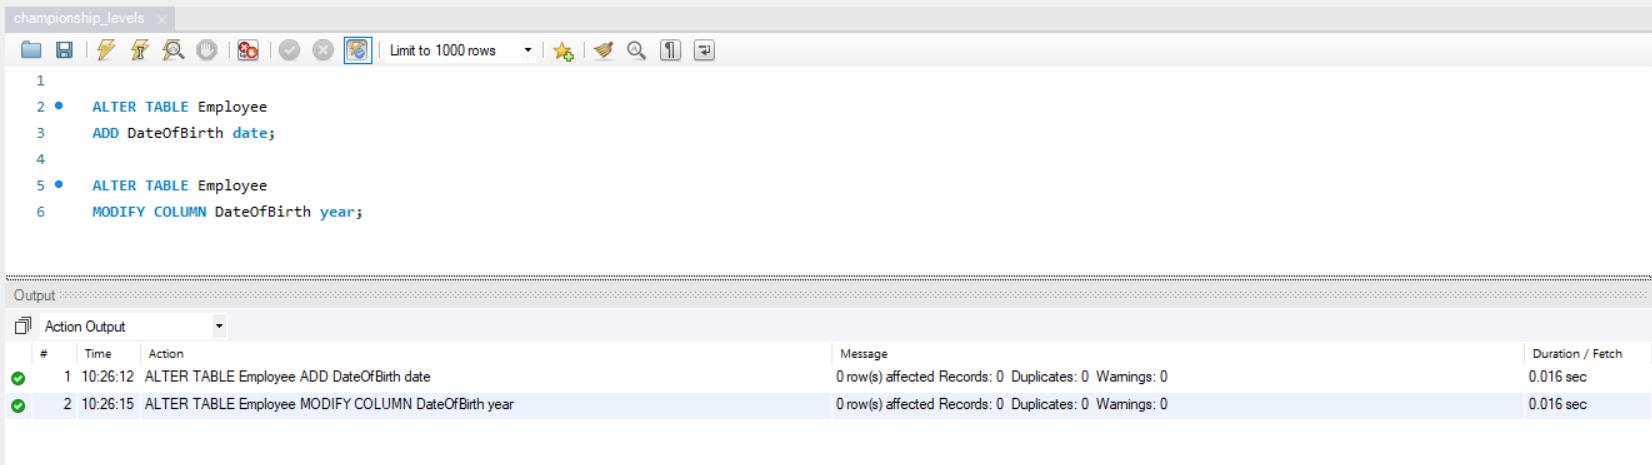 championship_levels ×
Limit to 1000 rows
1
2 ALTER TABLE Employee
3 ADD DateOfBirth date;
4
5 ALTER TABLE Employee
6 MODIFY COLUMN DateOfBirth year;
Output
Action Output
# Time Action Message Duration / Fetch
1 10:26:12 ALTER TABLE Employee ADD DateOfBirth date 0 row(s) affected Records: 0 Duplicates: 0 Warnings: 0 0.016 sec
2 10:26:15 ALTER TABLE Employee MODIFY COLUMN DateOfBirth year 0 row(s) affected Records: 0 Duplicates: 0 Warnings: 0 0.016 sec